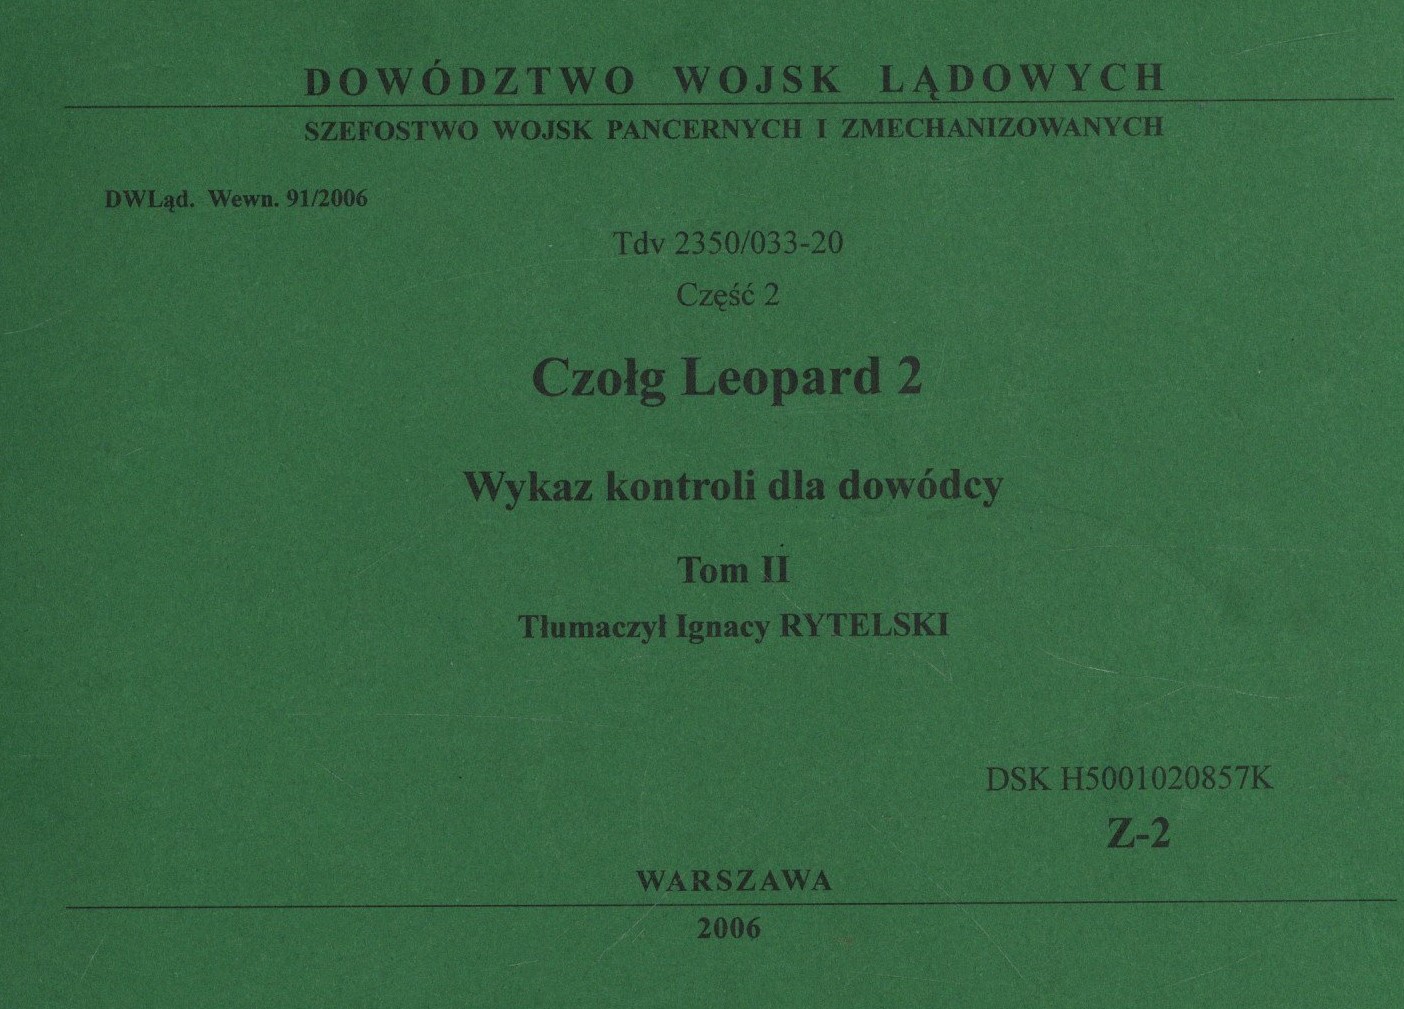 DOWÓDZTWO WOJSK LĄDOWYCH
SZEFOSTWO WOJSK PANCERNYCH I ZMECHANIZOWANYCH
DWLąd. Wewn. 91/2006
Tdv 2350/033-20
Część 2
Czołg Leopard 2
Wykaz kontroli dla dowódcy
Tom II
Tłumaczył Ignacy RYTELSKI
DSK H5001020857K
Z-2
WARSZAWA
2006